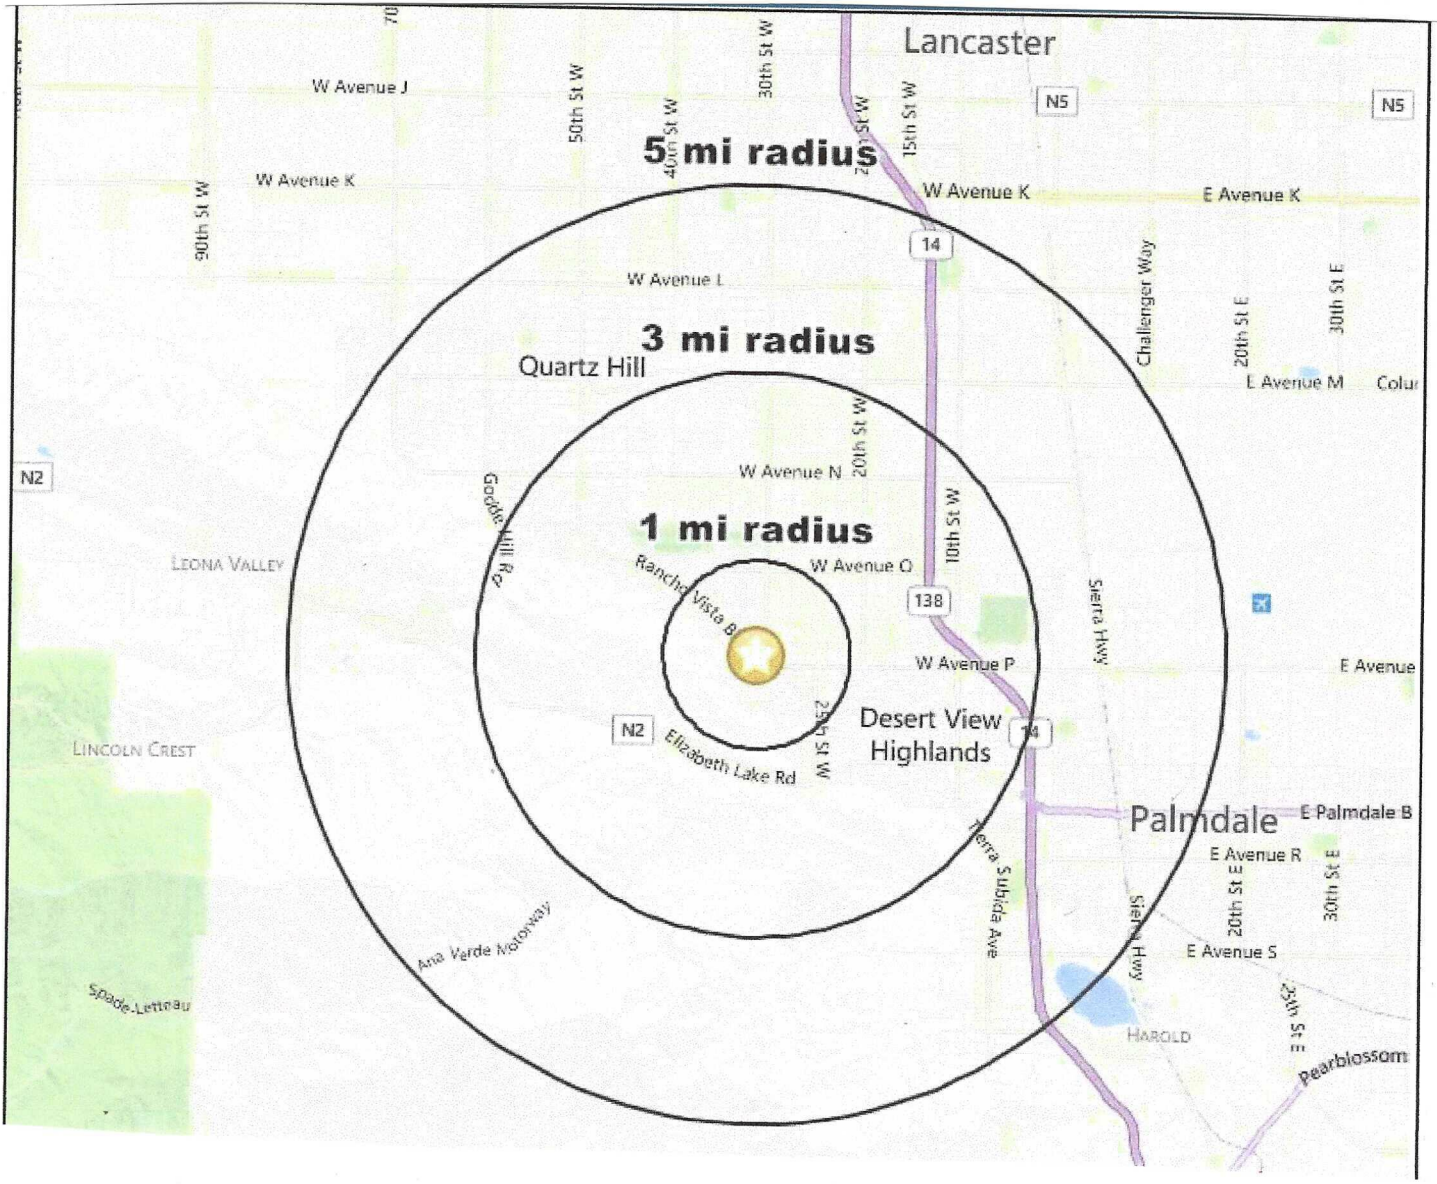 70
30th St W
Lancaster
W Avenue J
50th St W
40th St W
15th St W
N5
N5
5 mi radius
W Avenue K
90th St W
W Avenue K
E Avenue K
14
W Avenue L
Challenger Way
20th St E
30th St E
3 mi radius
Quartz Hill
E Avenue M
Colu
20th St W
W Avenue N
N2
Godde Hill Rd
10th St W
1 mi radius
LEONA VALLEY
Rancho Vista B
W Avenue O
138
Sierra Hwy
W Avenue P
E Avenue
N2
Elizabeth Lake Rd
25th St W
Desert View
Highlands
14
LINCOLN CREST
Palmdale
E Palmdale B
Tierra Subida Ave
E Avenue R
20th St E
30th St E
Ana Verde Motorway
Sierra Hwy
E Avenue S
Spade-Letteau
25th St E
HAROLD
Pearblossom